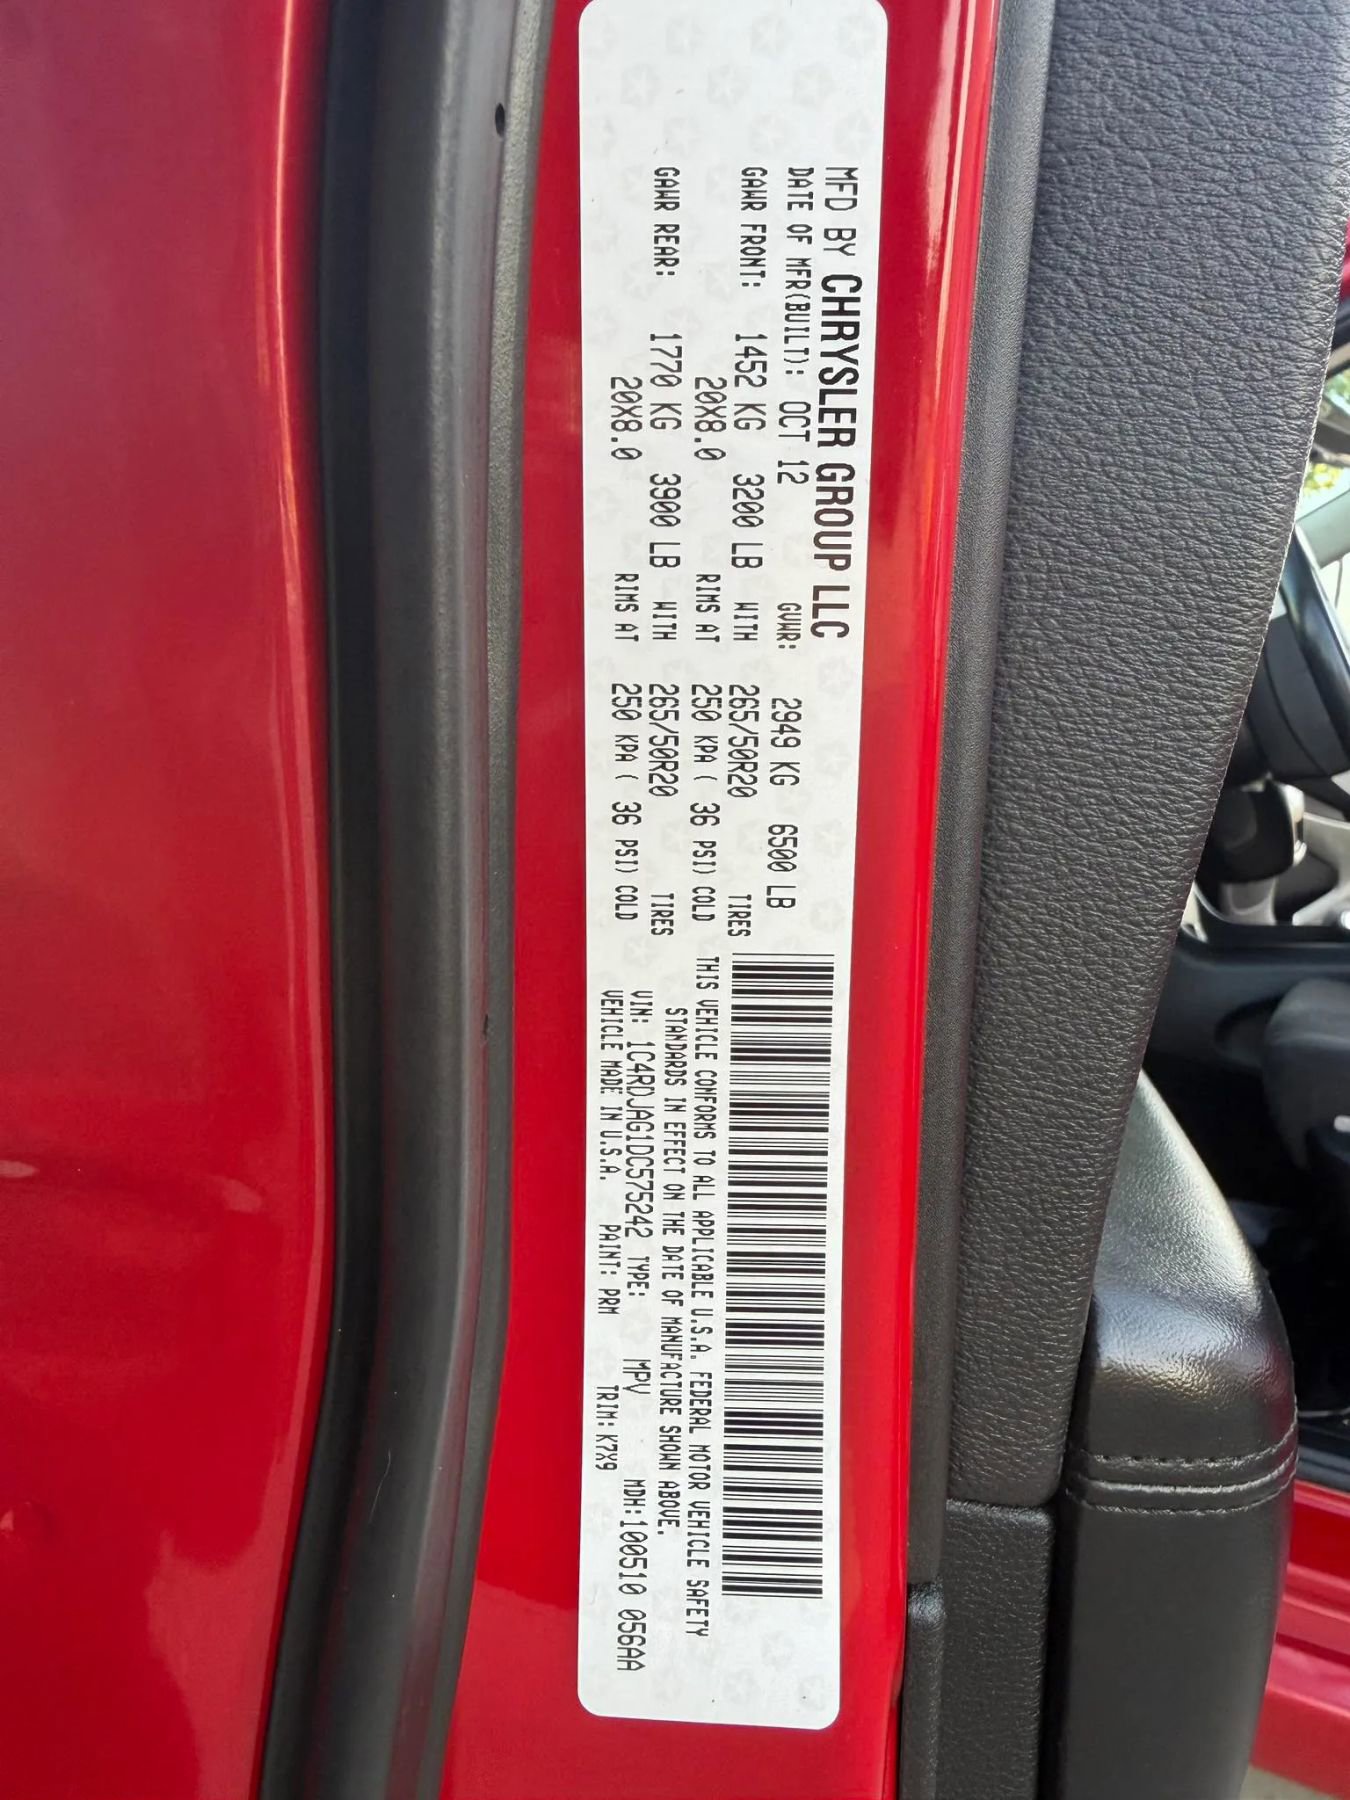 MFD BY CHRYSLER GROUP LLC
DATE OF MFR(BUILT): OCT 12 GVWR: 2949 KG 6500 LB
GAWR FRONT: 1452 KG 3200 LB WITH 265/50R20 TIRES
20X8.0 RIMS AT 250 KPA ( 36 PSI) COLD
GAWR REAR: 1770 KG 3900 LB WITH 265/50R20 TIRES
20X8.0 RIMS AT 250 KPA ( 36 PSI) COLD
THIS VEHICLE CONFORMS TO ALL APPLICABLE U.S.A. FEDERAL MOTOR VEHICLE SAFETY
STANDARDS IN EFFECT ON THE DATE OF MANUFACTURE SHOWN ABOVE.
VIN: 1C4RDJAG1DC575242 TYPE: MPV MDH:100510 056AA
VEHICLE MADE IN U.S.A. PAINT: PRM TRIM: K7X9